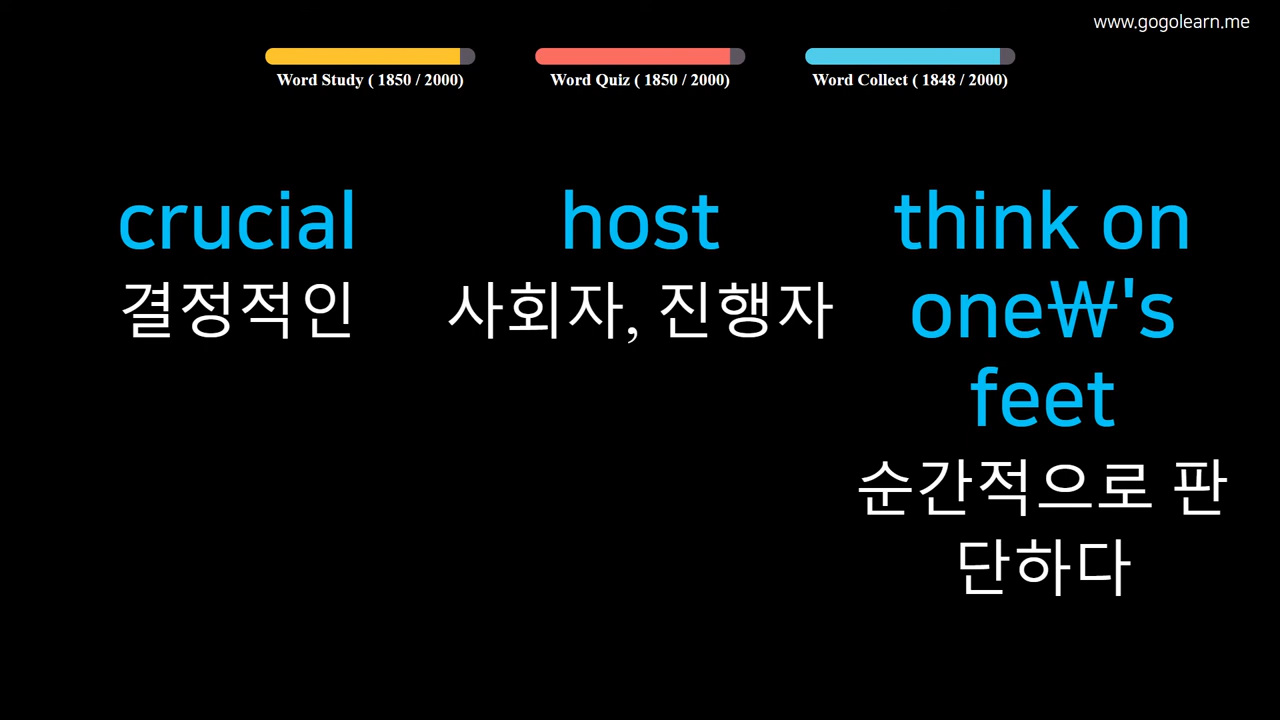 www.gogolearn.me
Word Study ( 1850 / 2000)
Word Quiz ( 1850 / 2000)
Word Collect ( 1848 / 2000)
crucial
결정적인
host
사회자, 진행자
think on
one₩'s
feet
순간적으로 판
단하다